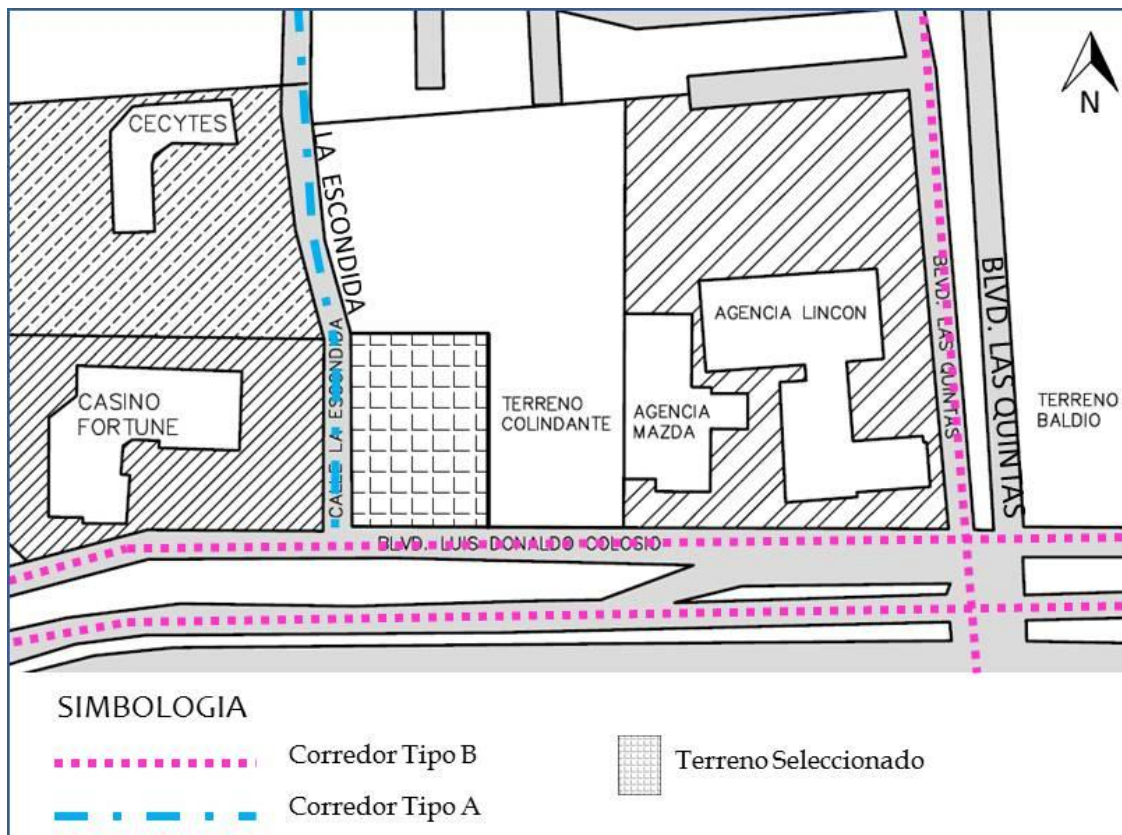 CECYTES
N
LA ESCONDIDA
BLVD. LAS QUINTAS
BLVD. LAS QUINTAS
AGENCIA LINCON
CALLE LA ESCONDIDA
CASINO
FORTUNE
TERRENO
COLINDANTE
AGENCIA
MAZDA
TERRENO
BALDIO
BLVD. LUIS DONALDO COLOSIO
SIMBOLOGIA
Corredor Tipo B
Terreno Seleccionado
Corredor Tipo A